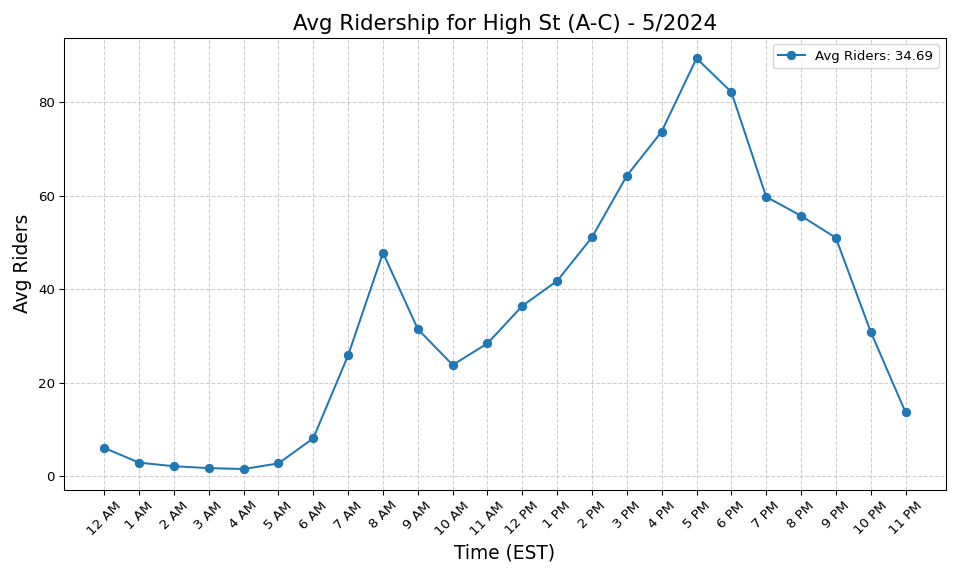 Avg Ridership for High St (A-C) - 5/2024
Avg Riders: 34.69
Avg Riders
80
60
40
20
0
12 AM
1 AM
2 AM
3 AM
4 AM
5 AM
6 AM
7 AM
8 AM
9 AM
10 AM
11 AM
12 PM
1 PM
2 PM
3 PM
4 PM
5 PM
6 PM
7 PM
8 PM
9 PM
10 PM
11 PM
Time (EST)